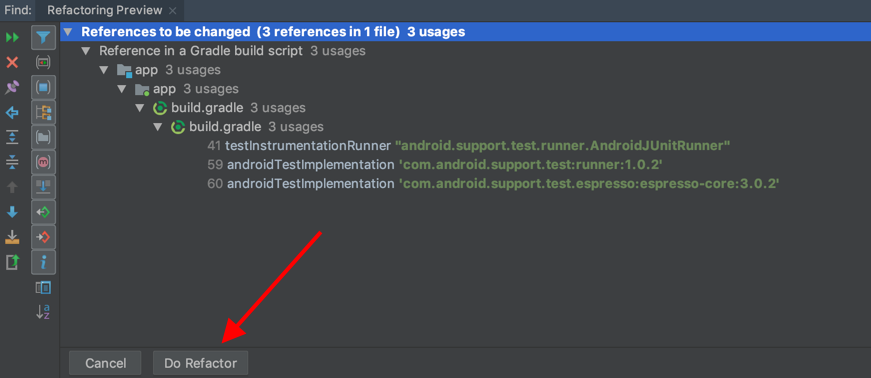 Find: Refactoring Preview
References to be changed (3 references in 1 file) 3 usages
Reference in a Gradle build script 3 usages
app 3 usages
app 3 usages
build.gradle 3 usages
build.gradle 3 usages
41 testInstrumentationRunner "android.support.test.runner.AndroidJUnitRunner"
59 androidTestImplementation 'com.android.support.test:runner:1.0.2'
60 androidTestImplementation 'com.android.support.test.espresso:espresso-core:3.0.2'
Cancel Do Refactor